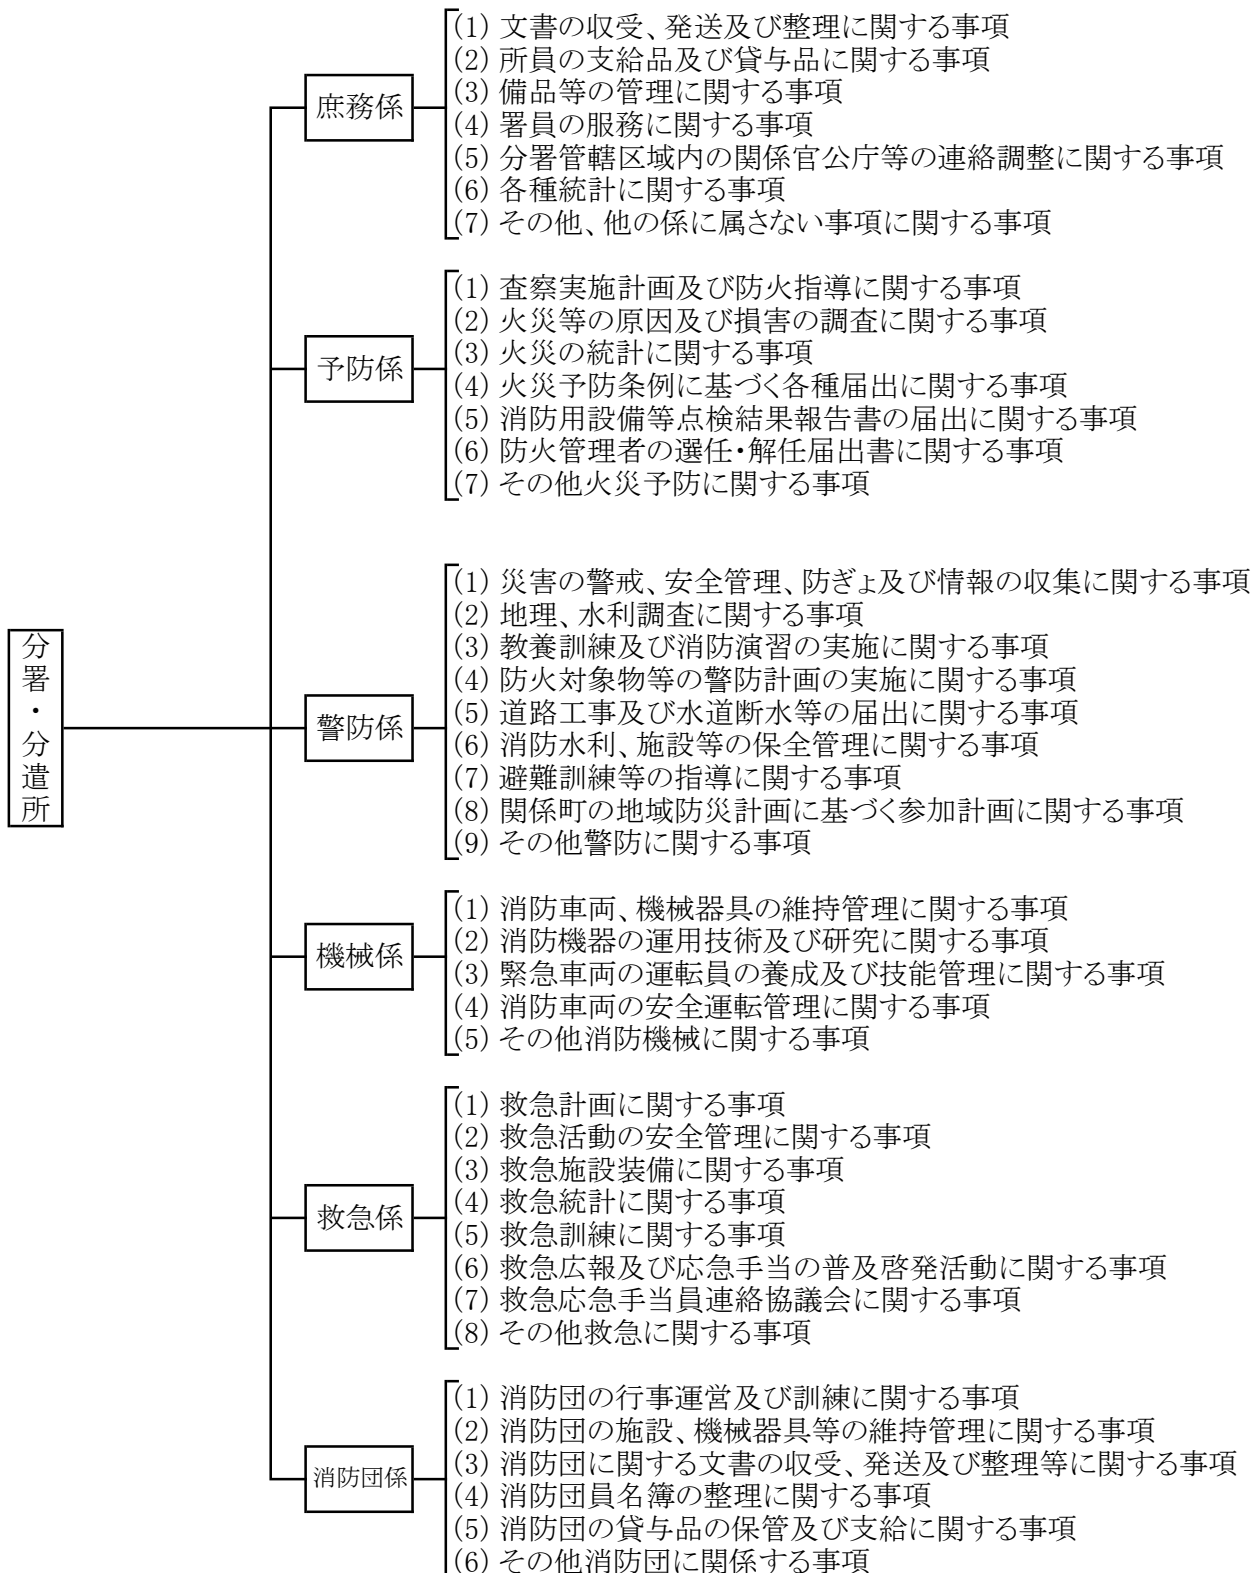 分署・分遣所
庶務係
(1) 文書の収受、発送及び整理に関する事項
(2) 所員の支給品及び貸与品に関する事項
(3) 備品等の管理に関する事項
(4) 署員の服務に関する事項
(5) 分署管轄区域内の関係官公庁等の連絡調整に関する事項
(6) 各種統計に関する事項
(7) その他、他の係に属さない事項に関する事項
予防係
(1) 査察実施計画及び防火指導に関する事項
(2) 火災等の原因及び損害の調査に関する事項
(3) 火災の統計に関する事項
(4) 火災予防条例に基づく各種届出に関する事項
(5) 消防用設備等点検結果報告書の届出に関する事項
(6) 防火管理者の選任・解任届出書に関する事項
(7) その他火災予防に関する事項
警防係
(1) 災害の警戒、安全管理、防ぎょ及び情報の収集に関する事項
(2) 地理、水利調査に関する事項
(3) 教養訓練及び消防演習の実施に関する事項
(4) 防火対象物等の警防計画の実施に関する事項
(5) 道路工事及び水道断水等の届出に関する事項
(6) 消防水利、施設等の保全管理に関する事項
(7) 避難訓練等の指導に関する事項
(8) 関係町の地域防災計画に基づく参加計画に関する事項
(9) その他警防に関する事項
機械係
(1) 消防車両、機械器具の維持管理に関する事項
(2) 消防機器の運用技術及び研究に関する事項
(3) 緊急車両の運転員の養成及び技能管理に関する事項
(4) 消防車両の安全運転管理に関する事項
(5) その他消防機械に関する事項
救急係
(1) 救急計画に関する事項
(2) 救急活動の安全管理に関する事項
(3) 救急施設装備に関する事項
(4) 救急統計に関する事項
(5) 救急訓練に関する事項
(6) 救急広報及び応急手当の普及啓発活動に関する事項
(7) 救急応急手当員連絡協議会に関する事項
(8) その他救急に関する事項
消防団係
(1) 消防団の行事運営及び訓練に関する事項
(2) 消防団の施設、機械器具等の維持管理に関する事項
(3) 消防団に関する文書の収受、発送及び整理等に関する事項
(4) 消防団員名簿の整理に関する事項
(5) 消防団の貸与品の保管及び支給に関する事項
(6) その他消防団に関係する事項